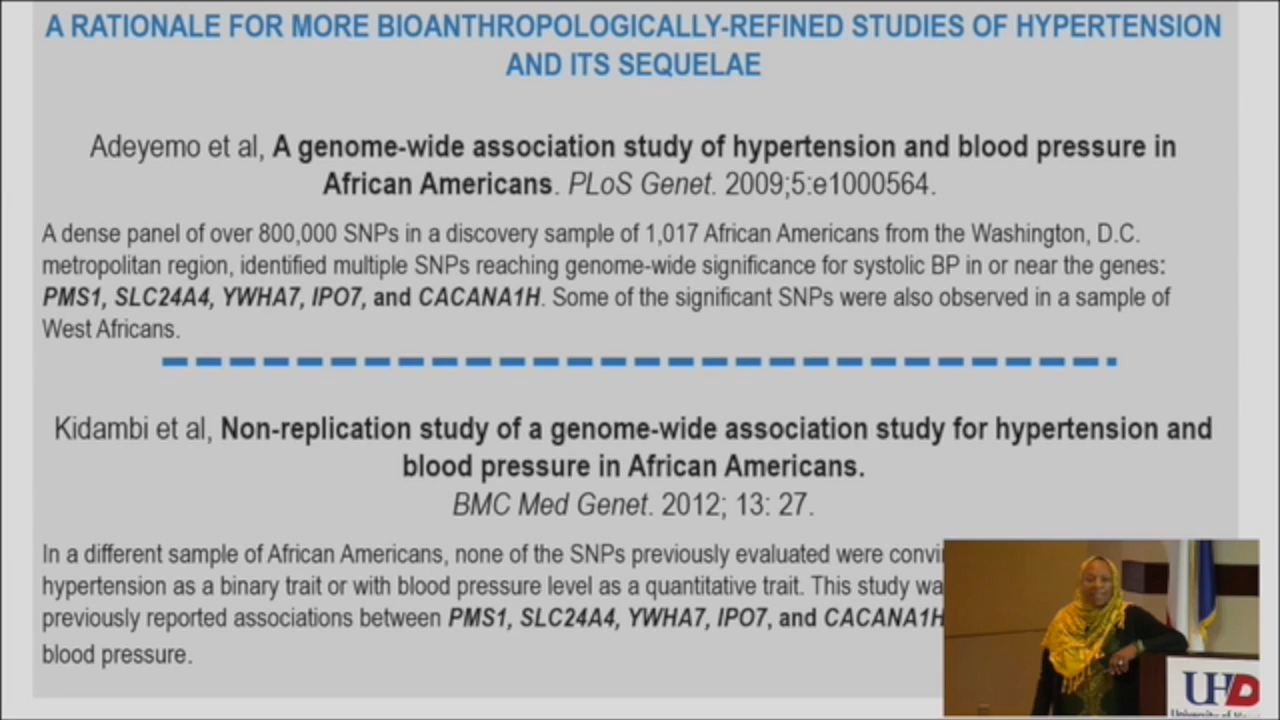 A RATIONALE FOR MORE BIOANTHROPOLOGICALLY-REFINED STUDIES OF HYPERTENSION
AND ITS SEQUELAE
Adeyemo et al, A genome-wide association study of hypertension and blood pressure in
African Americans. PLoS Genet. 2009;5:e1000564.
A dense panel of over 800,000 SNPs in a discovery sample of 1,017 African Americans from the Washington, D.C.
metropolitan region, identified multiple SNPs reaching genome-wide significance for systolic BP in or near the genes:
PMS1, SLC24A4, YWHA7, IPO7, and CACANA1H. Some of the significant SNPs were also observed in a sample of
West Africans.
Kidambi et al, Non-replication study of a genome-wide association study for hypertension and
blood pressure in African Americans.
BMC Med Genet. 2012; 13: 27.
In a different sample of African Americans, none of the SNPs previously evaluated were
hypertension as a binary trait or with blood pressure level as a quantitative trait. This study
previously reported associations between PMS1, SLC24A4, YWHA7, IPO7, and CACANA1H
blood pressure.
UHD
University of